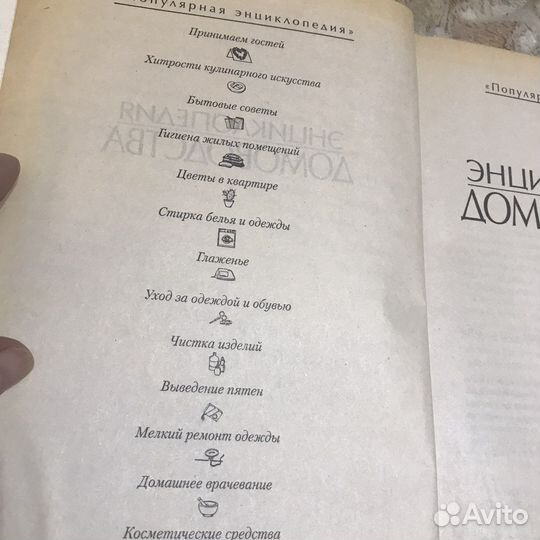 «Популярная энциклопедия»
Принимаем гостей
Хитрости кулинарного искусства
Бытовые советы
Гигиена жилых помещений
Цветы в квартире
Стирка белья и одежды
Глаженье
Уход за одеждой и обувью
Чистка изделий
Выведение пятен
Мелкий ремонт одежды
Домашнее врачевание
Косметические средства
«Популяр
ЭНЦИ
ДОМ
Avito